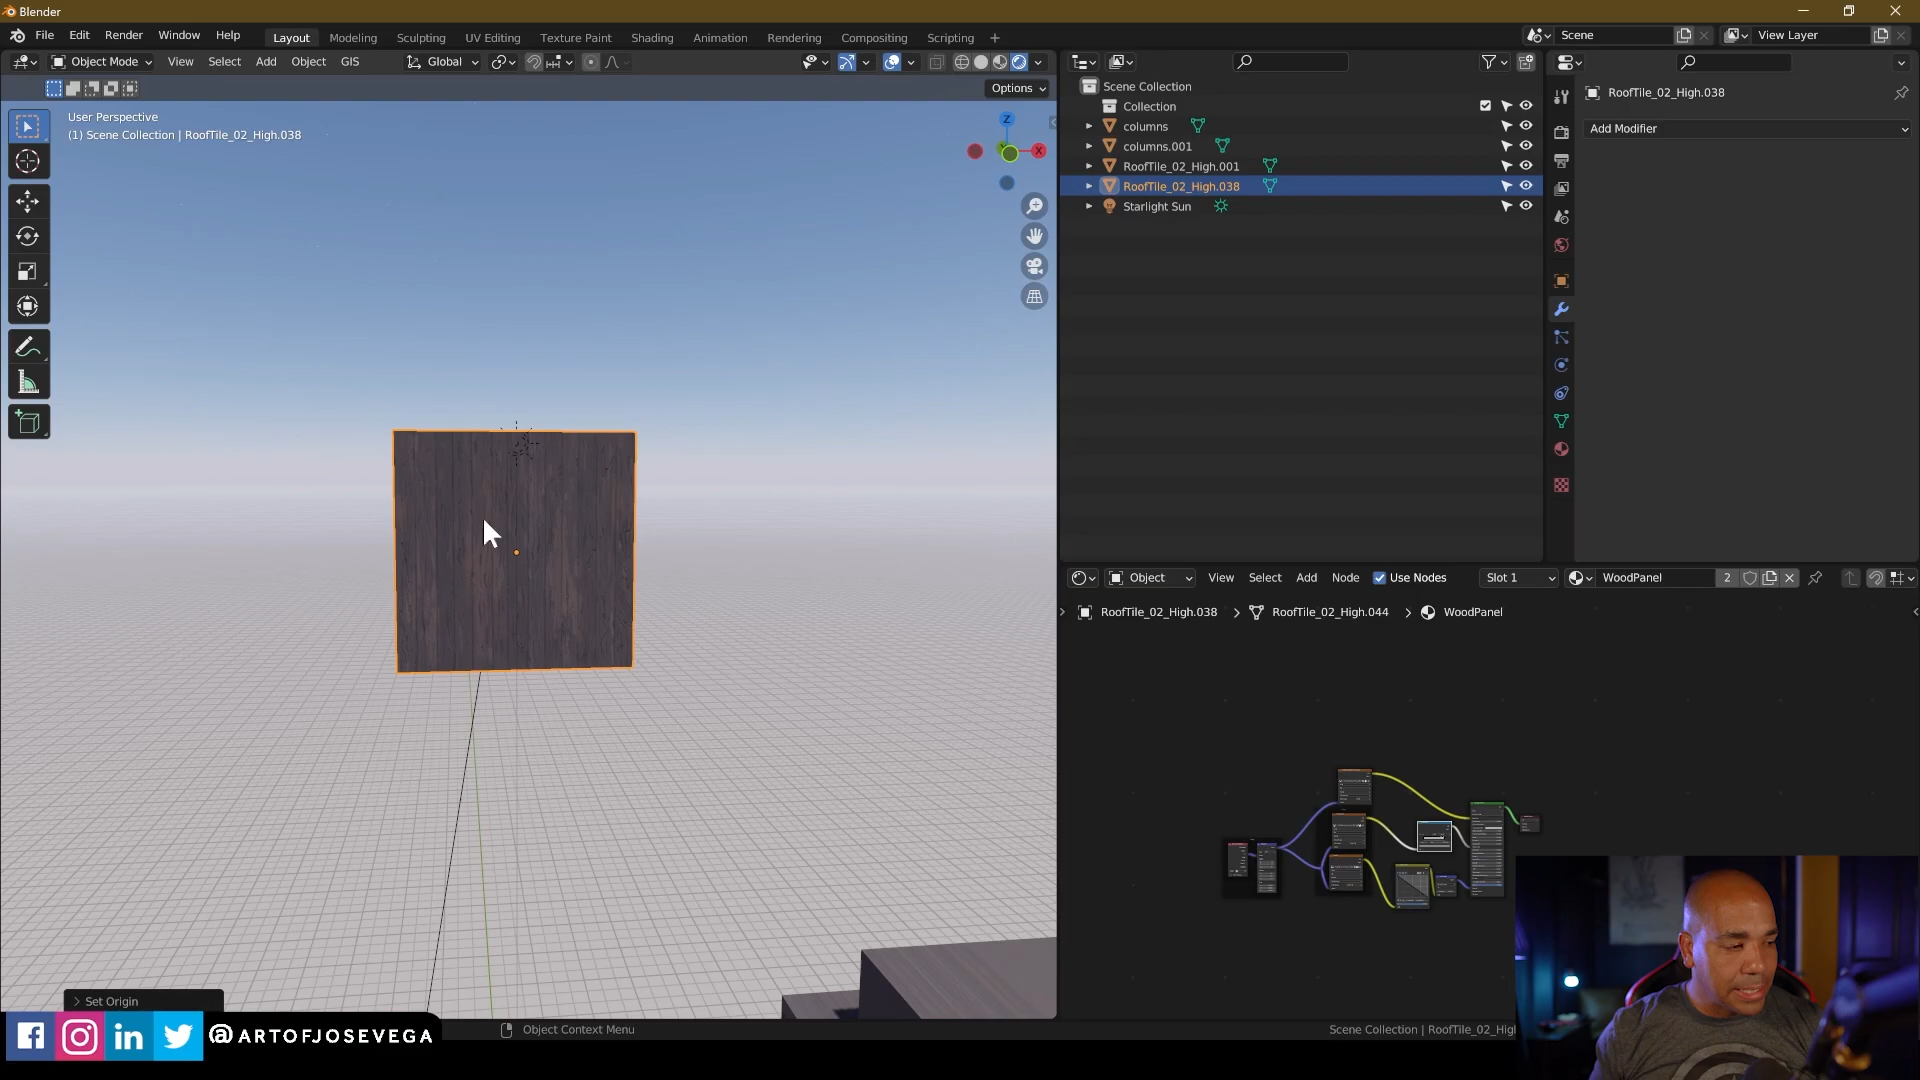 Blender
File Edit Render Window Help
Layout Modeling Sculpting UV Editing Texture Paint Shading Animation Rendering Compositing Scripting +
Scene
View Layer
Object Mode View Select Add Object GIS
Global
Options
User Perspective
(1) Scene Collection | RoofTile_02_High.038
Z
X
Scene Collection
Collection
columns
columns.001
RoofTile_02_High.001
RoofTile_02_High.038
Starlight Sun
RoofTile_02_High.038
Add Modifier
Object View Select Add Node Use Nodes Slot 1 WoodPanel 2
RoofTile_02_High.038 > RoofTile_02_High.044 > WoodPanel
> Set Origin
@ARTOFJOSEVEGA
Object Context Menu
Scene Collection | RoofTile_02_High